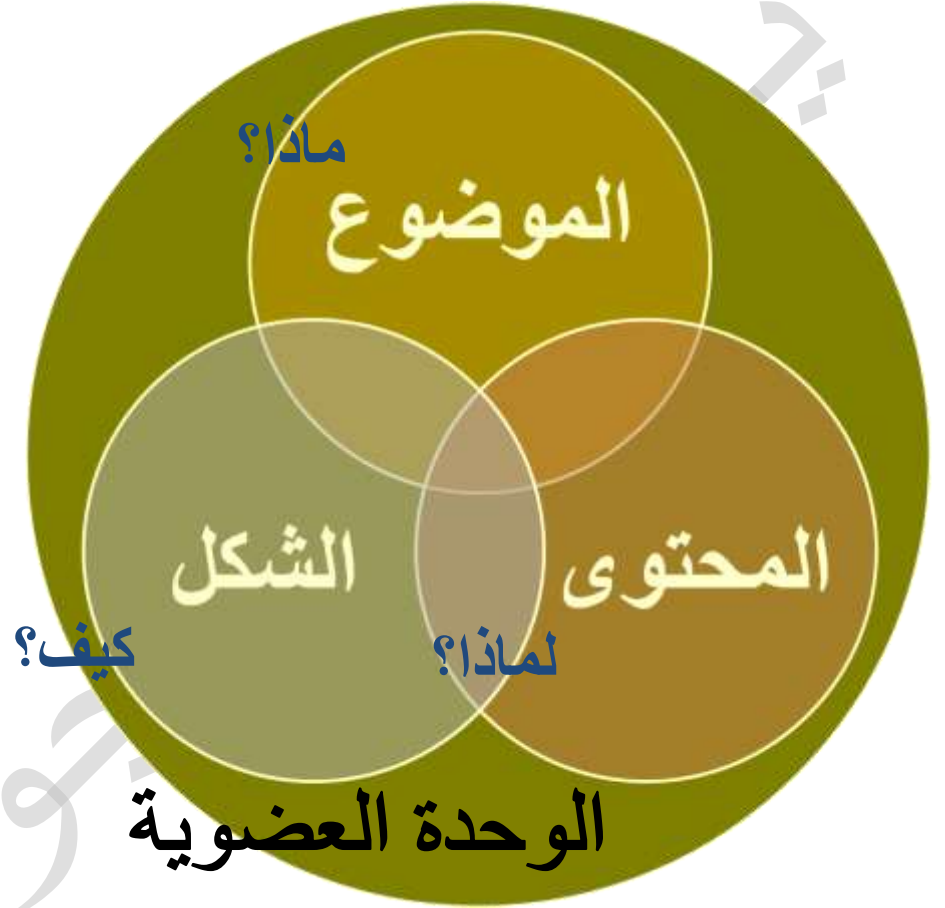 ماذا؟
الموضوع
المحتوى
الشكل
لماذا؟
كيف؟
الوحدة العضوية